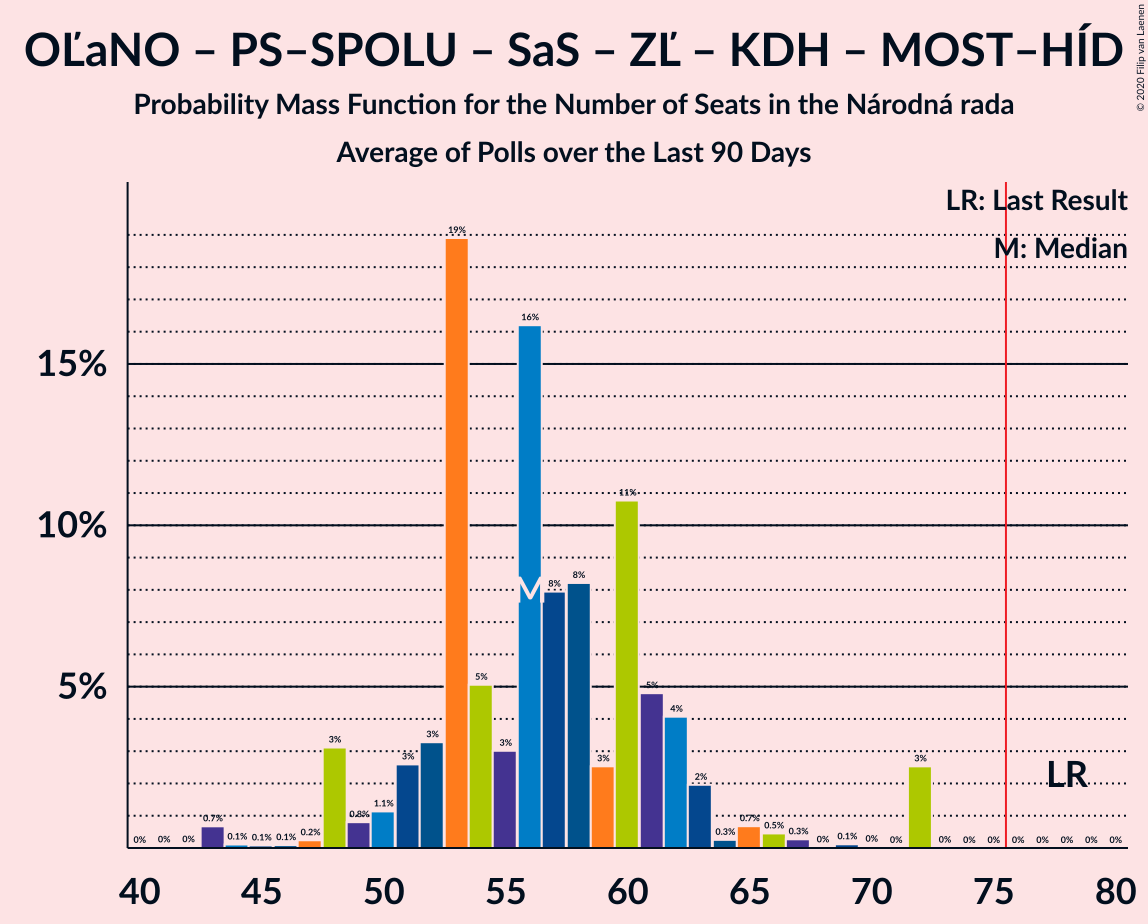 OĽaNO – PS–SPOLU – SaS – ZĽ – KDH – MOST–HÍD
Probability Mass Function for the Number of Seats in the Národná rada
Average of Polls over the Last 90 Days
© 2020 Filip van Laenen
LR: Last Result
M: Median
15%
10%
5%
0% 0% 0% 0.7% 0.1% 0.1% 0.1% 0.2% 3% 0.8% 1.1% 3% 3% 19% 5% 3% 16% 8% 8% 3% 11% 5% 4% 2% 0.3% 0.7% 0.5% 0.3% 0% 0.1% 0% 0% 3% 0% 0% 0% 0% 0% 0% 0% 0%
M
LR
40 45 50 55 60 65 70 75 80